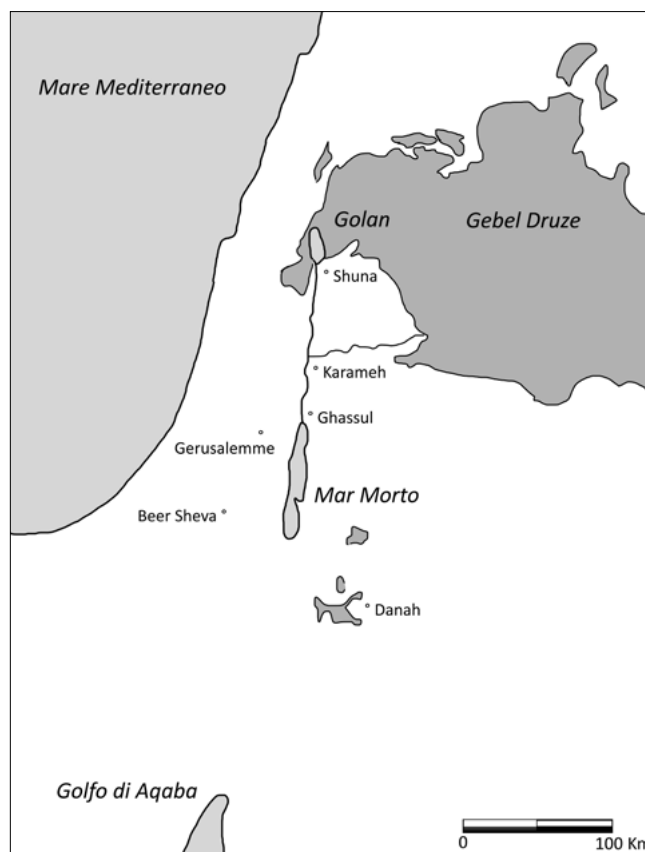 Mare Mediterraneo
Golan
Gebel Druze
Shuna
Karameh
Ghassul
Gerusalemme
Mar Morto
Beer Sheva
Danah
Golfo di Aqaba
0
100 Km